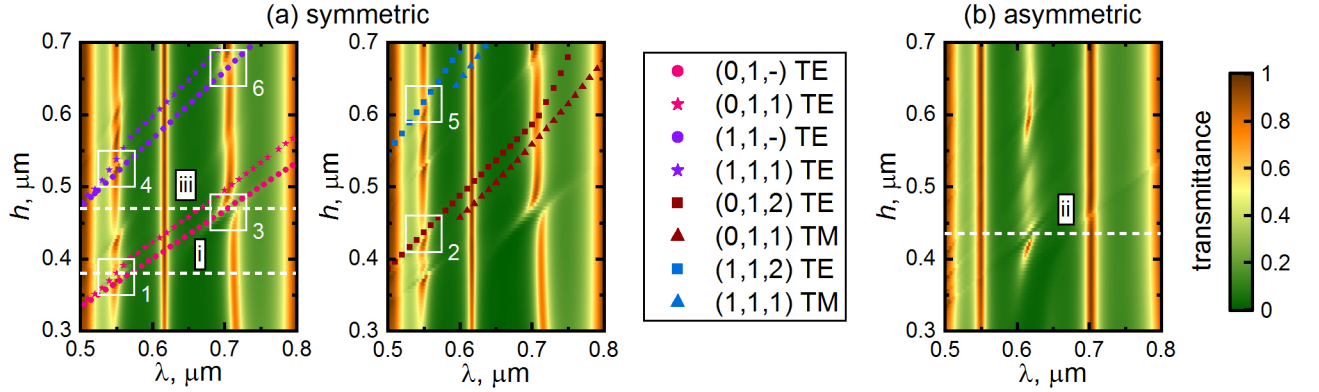 (a) symmetric
(b) asymmetric
0.7
0.6
0.5
0.4
0.3
h, μm
0.5 0.6 0.7 0.8
λ, μm
1
3
4
6
i
iii
0.7
0.6
0.5
0.4
0.3
0.5 0.6 0.7 0.8
λ, μm
2
5
(0,1,-) TE
(0,1,1) TE
(1,1,-) TE
(1,1,1) TE
(0,1,2) TE
(0,1,1) TM
(1,1,2) TE
(1,1,1) TM
0.7
0.6
0.5
0.4
0.3
h, μm
0.5 0.6 0.7 0.8
λ, μm
ii
transmittance
1
0.8
0.6
0.4
0.2
0